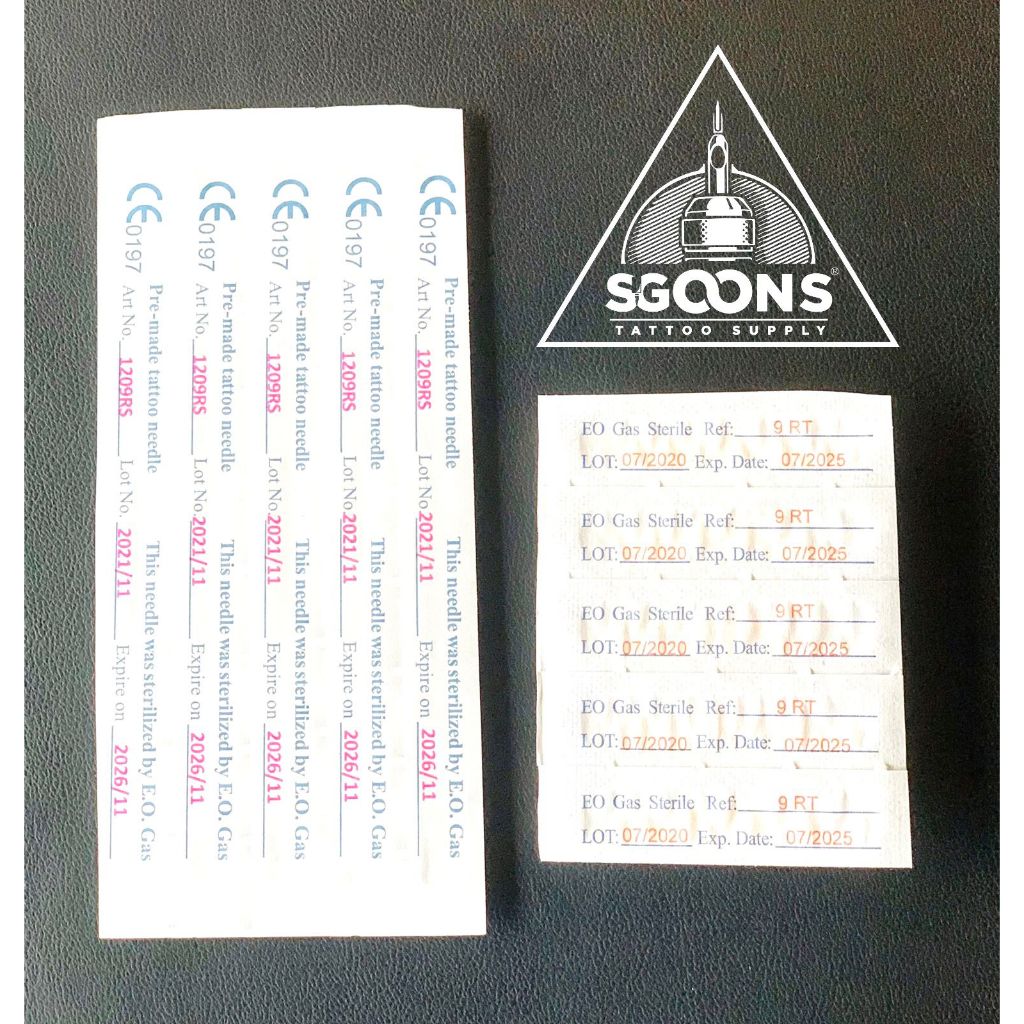 CE0197 Art No. 1209RS Lot No. 2021/11 Expire on 2026/11
Pre-made tattoo needle This needle was sterilized by E.O. Gas
CE0197 Art No. 1209RS Lot No. 2021/11 Expire on 2026/11
Pre-made tattoo needle This needle was sterilized by E.O. Gas
CE0197 Art No. 1209RS Lot No. 2021/11 Expire on 2026/11
Pre-made tattoo needle This needle was sterilized by E.O. Gas
CE0197 Art No. 1209RS Lot No. 2021/11 Expire on 2026/11
Pre-made tattoo needle This needle was sterilized by E.O. Gas
CE0197 Art No. 1209RS Lot No. 2021/11 Expire on 2026/11
Pre-made tattoo needle This needle was sterilized by E.O. Gas
SGOONS®
TATTOO SUPPLY
EO Gas Sterile Ref: 9 RT
LOT: 07/2020 Exp. Date: 07/2025
EO Gas Sterile Ref: 9 RT
LOT: 07/2020 Exp. Date: 07/2025
EO Gas Sterile Ref: 9 RT
LOT: 07/2020 Exp. Date: 07/2025
EO Gas Sterile Ref: 9 RT
LOT: 07/2020 Exp. Date: 07/2025
EO Gas Sterile Ref: 9 RT
LOT: 07/2020 Exp. Date: 07/2025